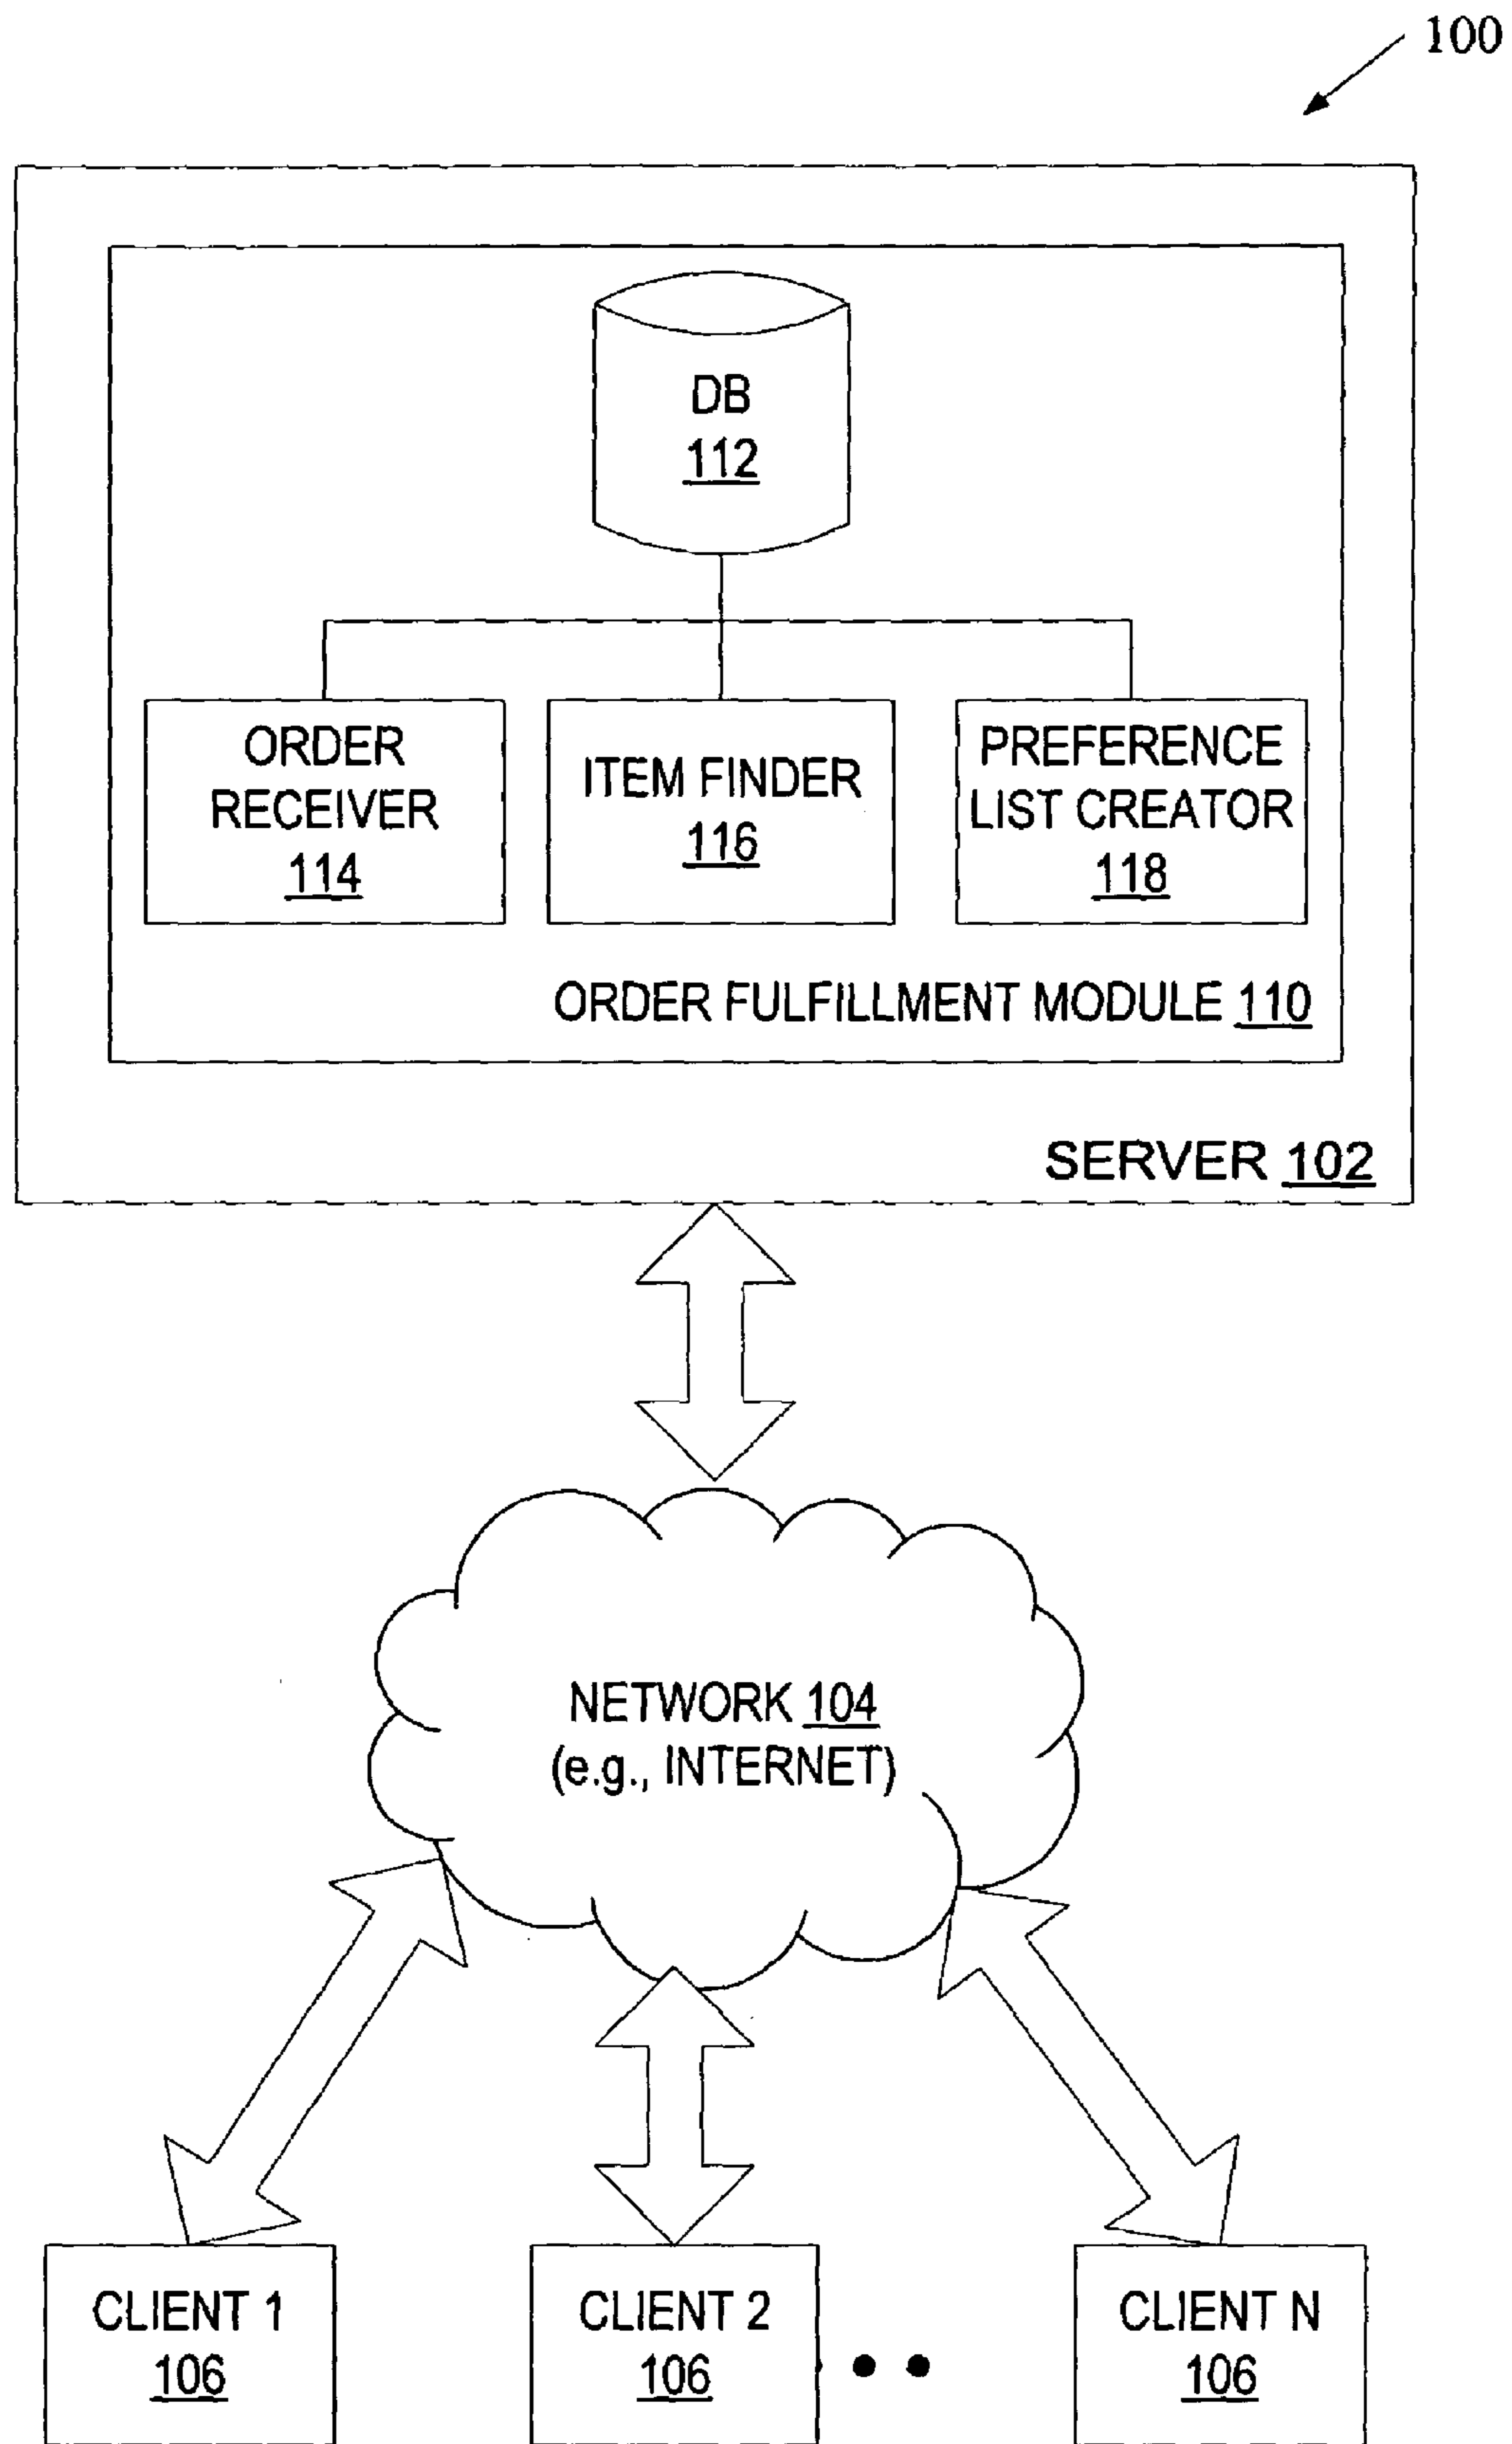 100
DB
112
ORDER
RECEIVER
114
ITEM FINDER
116
PREFERENCE
LIST CREATOR
118
ORDER FULFILLMENT MODULE 110
SERVER 102
NETWORK 104
(e.g., INTERNET)
CLIENT 1
106
CLIENT 2
106
CLIENT N
106